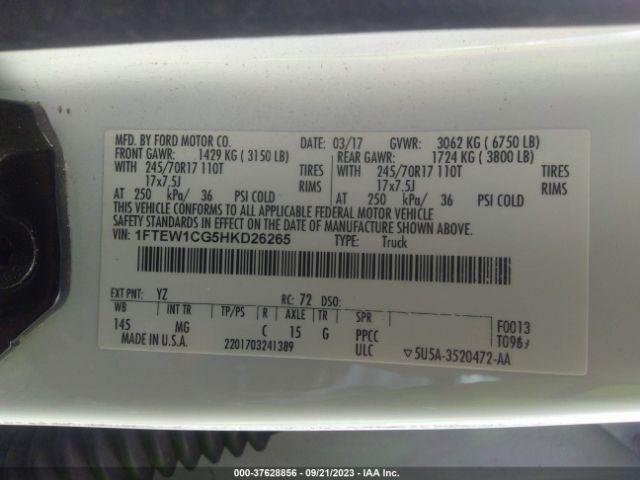 MFD. BY FORD MOTOR CO. DATE: 03/17 GVWR: 3062 KG ( 6750 LB)
FRONT GAWR: 1429 KG ( 3150 LB) REAR GAWR: 1724 KG ( 3800 LB)
WITH 245/70R17 110T TIRES WITH 245/70R17 110T TIRES
17x7.5J RIMS 17x7.5J RIMS
AT 250 kPa/ 36 PSI COLD AT 250 kPa/ 36 PSI COLD
THIS VEHICLE CONFORMS TO ALL APPLICABLE FEDERAL MOTOR VEHICLE
SAFETY STANDARDS IN EFFECT ON THE DATE OF MANUFACTURE SHOWN ABOVE.
VIN: 1FTEW1CG5HKD26265 TYPE: Truck
EXT PNT: YZ RC: 72 DSO:
WB INT TR TP/PS R AXLE TR SPR F0013
145 MG C 15 G PPCC T096
MADE IN U.S.A. 2201703241389 ULC ▽5U5A-3520472-AA
000-37628856 - 09/21/2023 - IAA Inc.